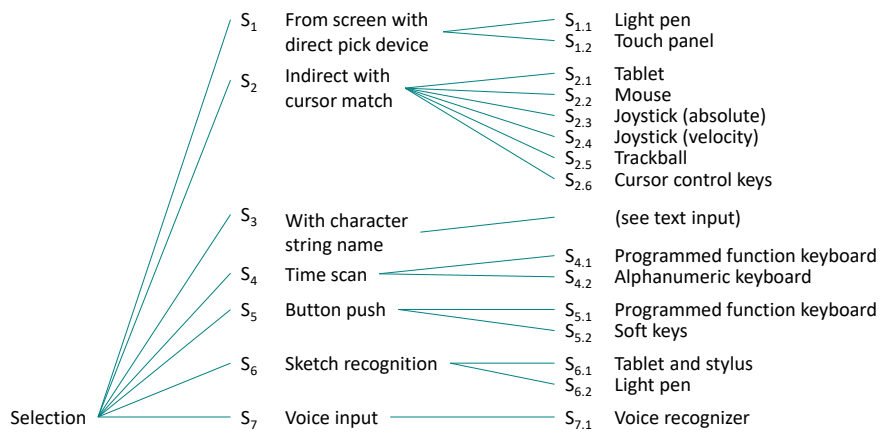 S1 From screen with direct pick device
S1.1 Light pen
S1.2 Touch panel
S2 Indirect with cursor match
S2.1 Tablet
S2.2 Mouse
S2.3 Joystick (absolute)
S2.4 Joystick (velocity)
S2.5 Trackball
S2.6 Cursor control keys
S3 With character string name
(see text input)
S4 Time scan
S4.1 Programmed function keyboard
S4.2 Alphanumeric keyboard
S5 Button push
S5.1 Programmed function keyboard
S5.2 Soft keys
S6 Sketch recognition
S6.1 Tablet and stylus
S6.2 Light pen
Selection
S7 Voice input
S7.1 Voice recognizer